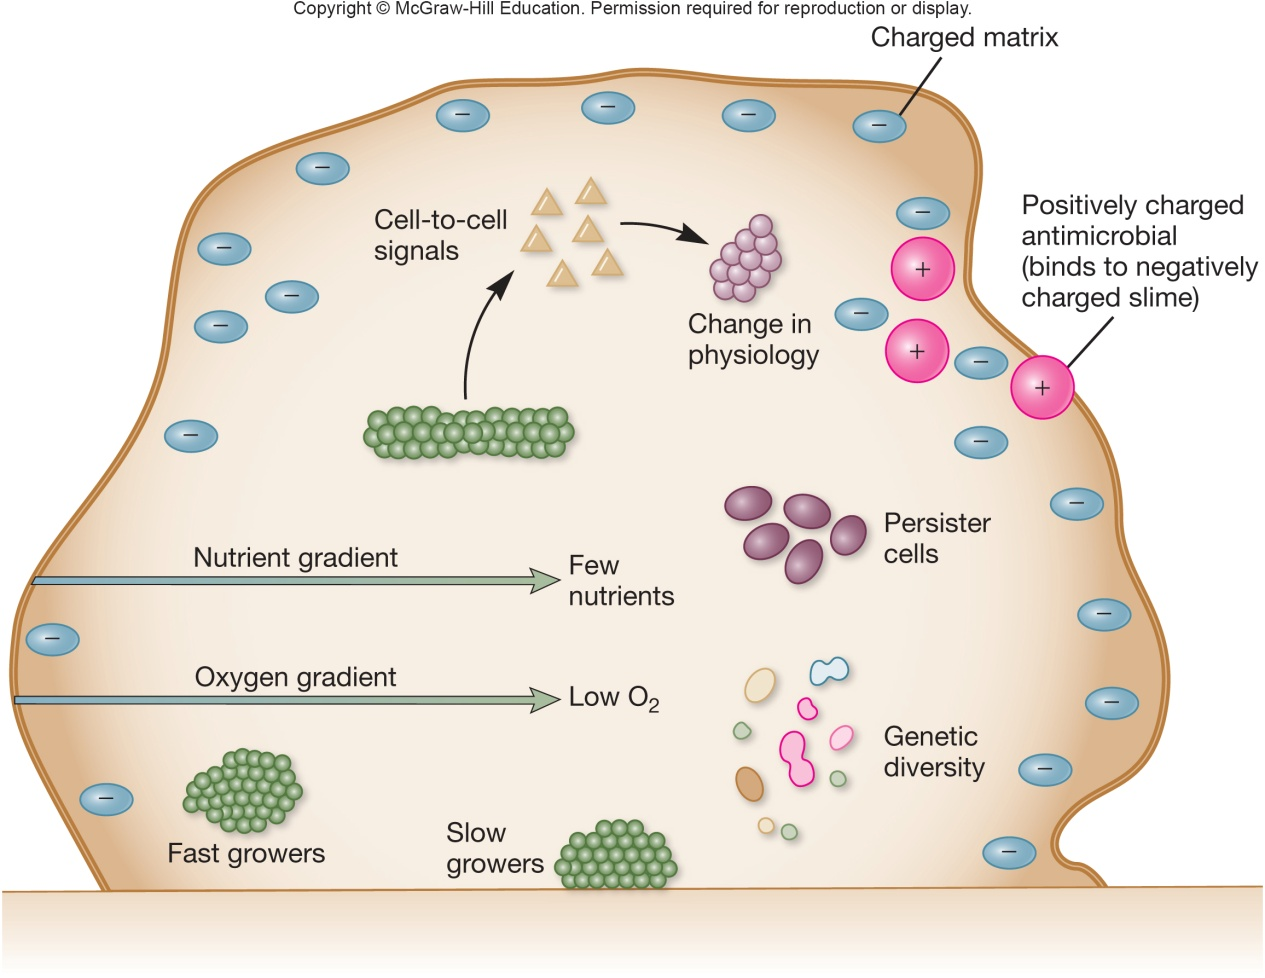 Copyright © McGraw-Hill Education. Permission required for reproduction or display.
Charged matrix
−
−
−
−
−
Cell-to-cell
signals
−
Positively charged
antimicrobial
(binds to negatively
charged slime)
−
+
−
−
−
Change in
physiology
+
−
+
−
−
−
Persister
cells
Nutrient gradient
Few
nutrients
−
−
Oxygen gradient
Low O₂
−
Genetic
diversity
−
−
Fast growers
Slow
growers
−